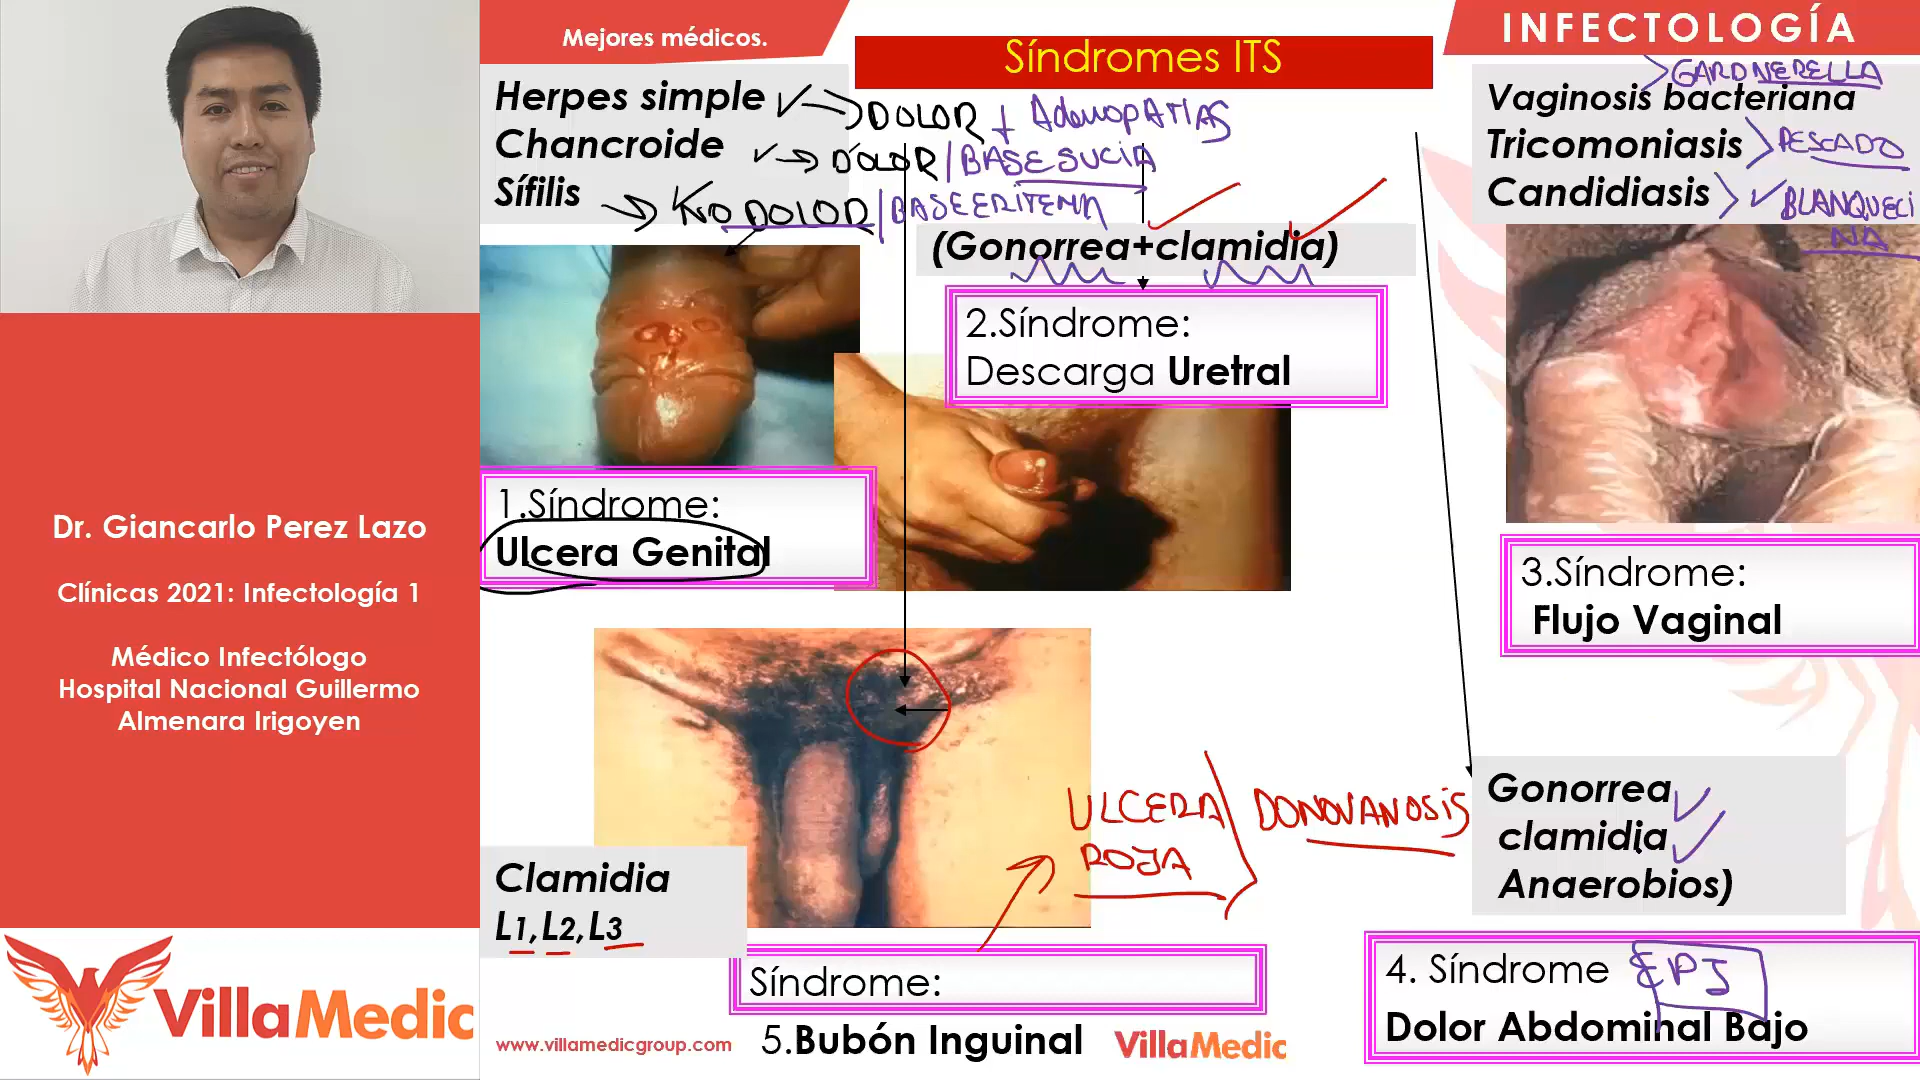 Mejores médicos.
Síndromes ITS
INFECTOLOGÍA
Herpes simple
DOLOR + AdenopATIAS
Chancroide
DOLOR / BASE SUCIA
Sífilis
No DOLOR / BASE ERITEMA
(Gonorrea+clamidia)
GARDNERELLA
Vaginosis bacteriana
Tricomoniasis
PESCADO
Candidiasis
BLANQUECI
NA
2.Síndrome:
Descarga Uretral
1.Síndrome:
Ulcera Genital
3.Síndrome:
Flujo Vaginal
Dr. Giancarlo Perez Lazo
Clínicas 2021: Infectología 1
Médico Infectólogo
Hospital Nacional Guillermo
Almenara Irigoyen
ULCERA
ROJA
DONOVANOSIS
Gonorrea
clamidia
Anaerobios)
Clamidia
L1,L2,L3
Síndrome:
5.Bubón Inguinal
4. Síndrome
EPI
Dolor Abdominal Bajo
VillaMedic
www.villamedicgroup.com
VillaMedic